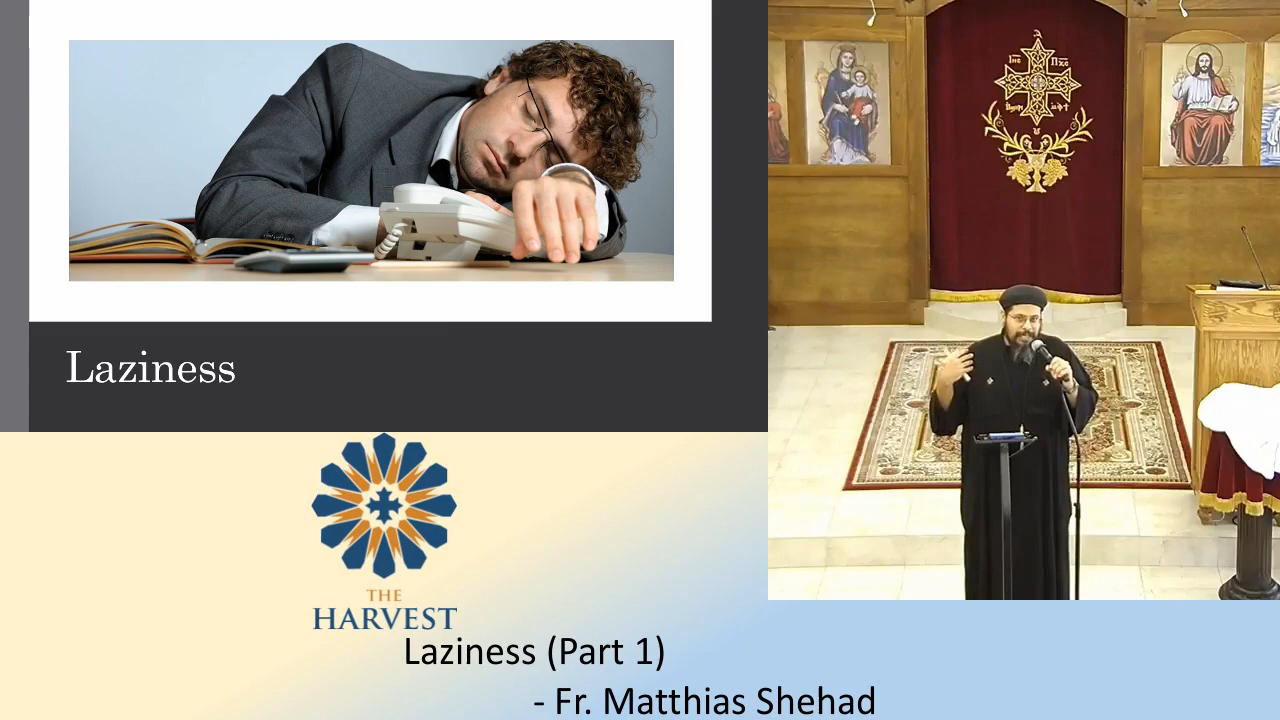 Laziness
THE
HARVEST
Laziness (Part 1)
- Fr. Matthias Shehad